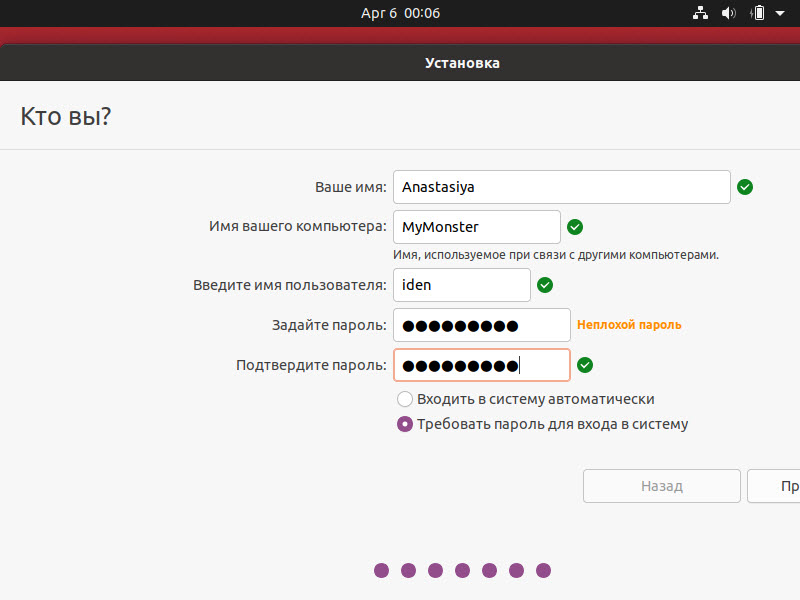 Apr 6 00:06
Установка
Кто вы?
Ваше имя: Anastasiya
Имя вашего компьютера: MyMonster
Имя, используемое при связи с другими компьютерами.
Введите имя пользователя: iden
Задайте пароль: ●●●●●●●●● Неплохой пароль
Подтвердите пароль: ●●●●●●●●●
Входить в систему автоматически
Требовать пароль для входа в систему
Назад Пр